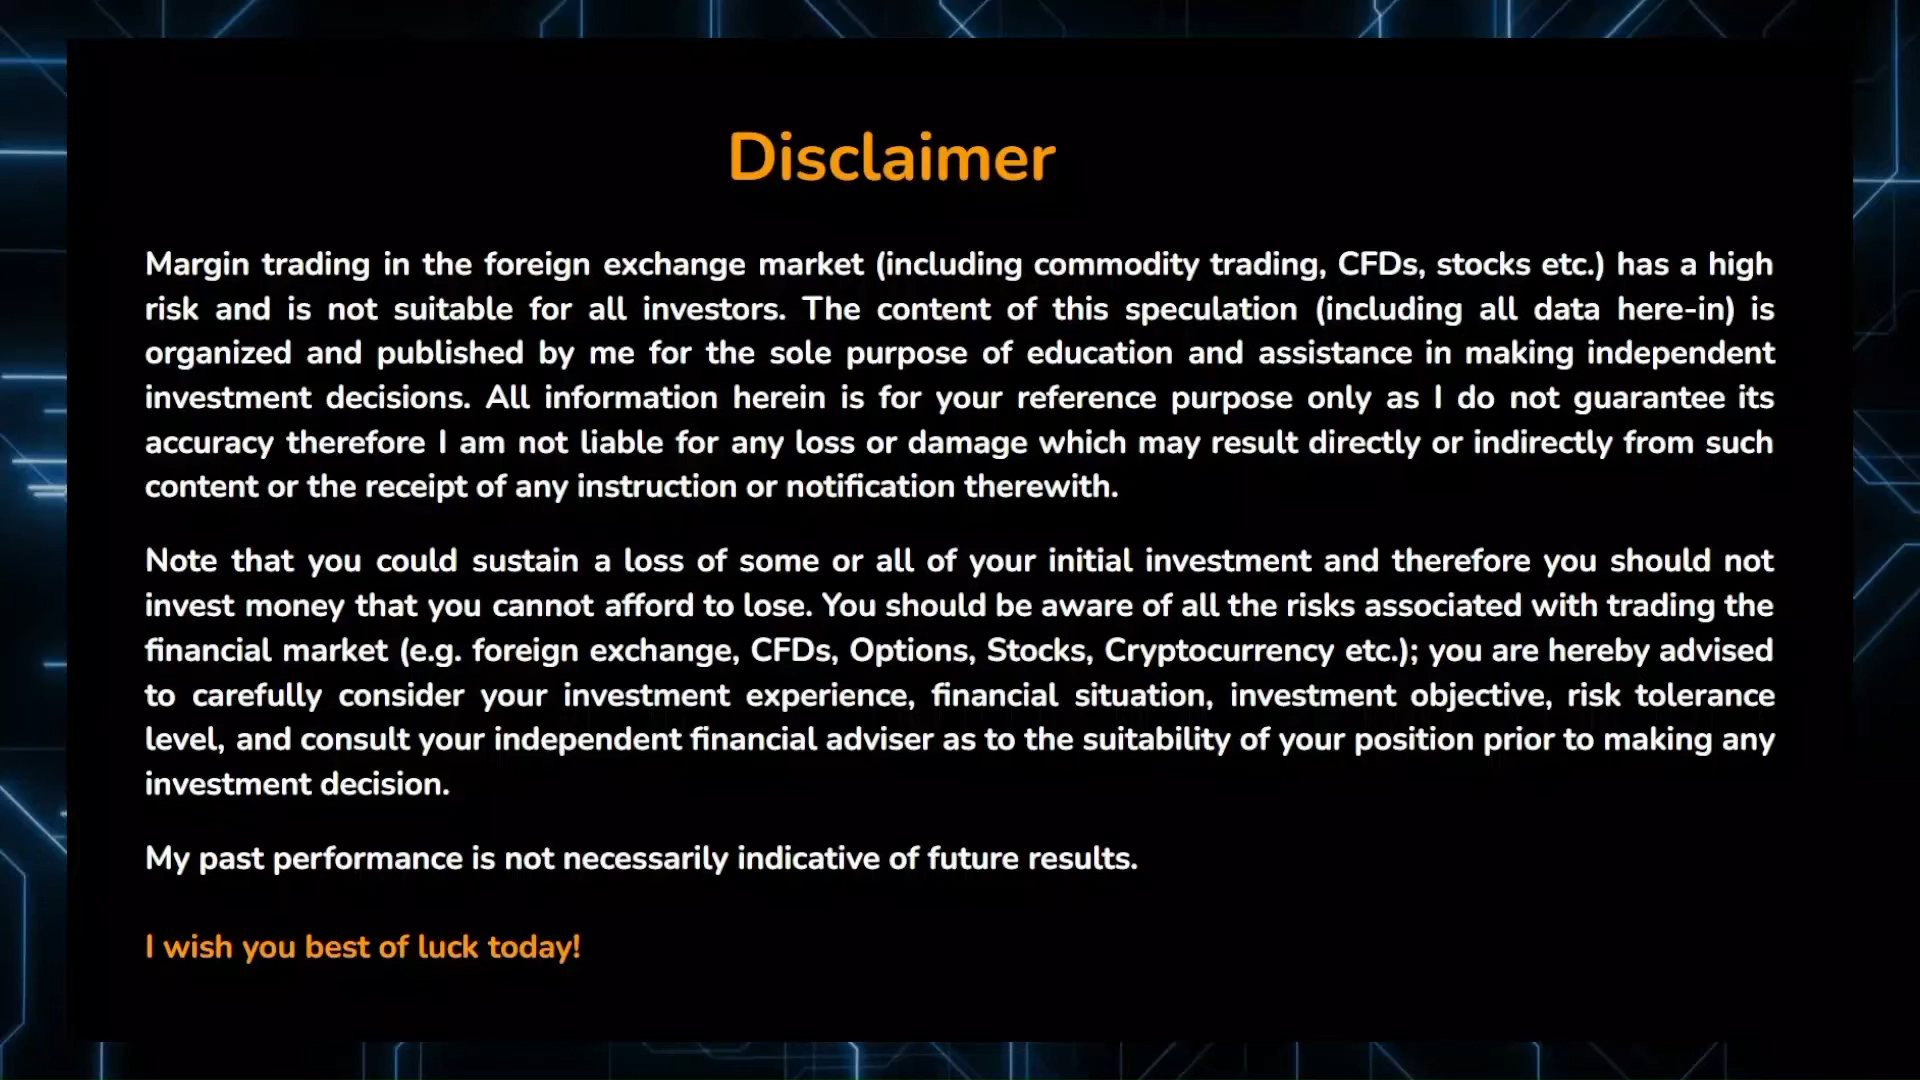 Disclaimer
Margin trading in the foreign exchange market (including commodity trading, CFDs, stocks etc.) has a high
risk and is not suitable for all investors. The content of this speculation (including all data here-in) is
organized and published by me for the sole purpose of education and assistance in making independent
investment decisions. All information herein is for your reference purpose only as I do not guarantee its
accuracy therefore I am not liable for any loss or damage which may result directly or indirectly from such
content or the receipt of any instruction or notification therewith.
Note that you could sustain a loss of some or all of your initial investment and therefore you should not
invest money that you cannot afford to lose. You should be aware of all the risks associated with trading the
financial market (e.g. foreign exchange, CFDs, Options, Stocks, Cryptocurrency etc.); you are hereby advised
to carefully consider your investment experience, financial situation, investment objective, risk tolerance
level, and consult your independent financial adviser as to the suitability of your position prior to making any
investment decision.
My past performance is not necessarily indicative of future results.
I wish you best of luck today!